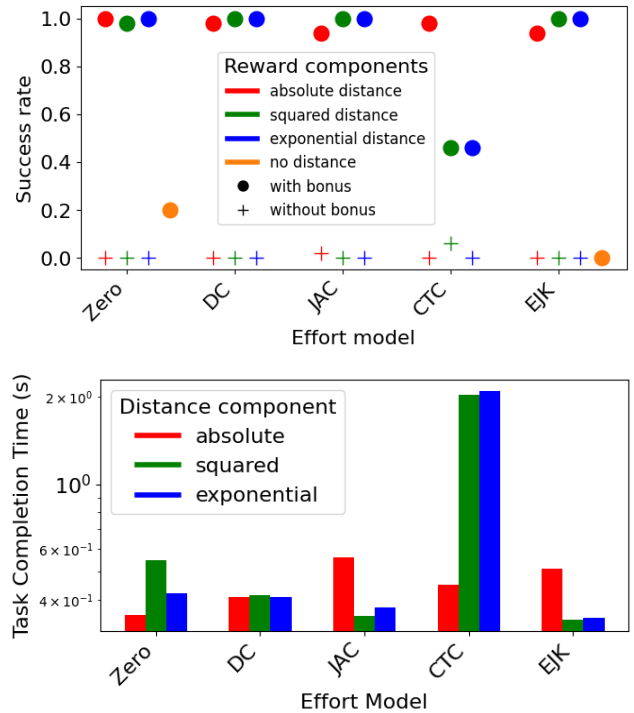 1.0
0.8
0.6
0.4
0.2
0.0
Success rate
Reward components
absolute distance
squared distance
exponential distance
no distance
with bonus
without bonus
Zero
DC
JAC
CTC
EJK
Effort model
2 × 10⁰
10⁰
6 × 10⁻¹
4 × 10⁻¹
Task Completion Time (s)
Distance component
absolute
squared
exponential
Zero
DC
JAC
CTC
EJK
Effort Model